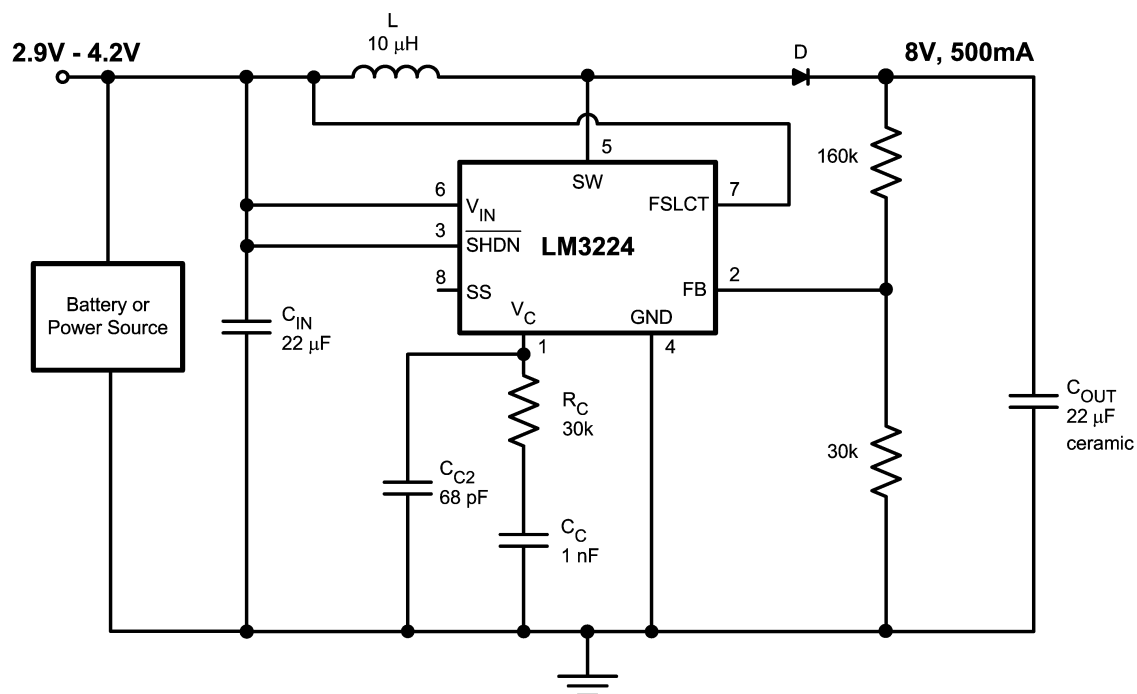 L
10 μH
2.9V - 4.2V
D
8V, 500mA
5
SW
160k
6
V_IN
7
FSLCT
3
SHDN
LM3224
8
SS
2
FB
V_C
GND
1
4
Battery or
Power Source
C_IN
22 μF
R_C
30k
C_OUT
22 μF
ceramic
30k
C_C2
68 pF
C_C
1 nF